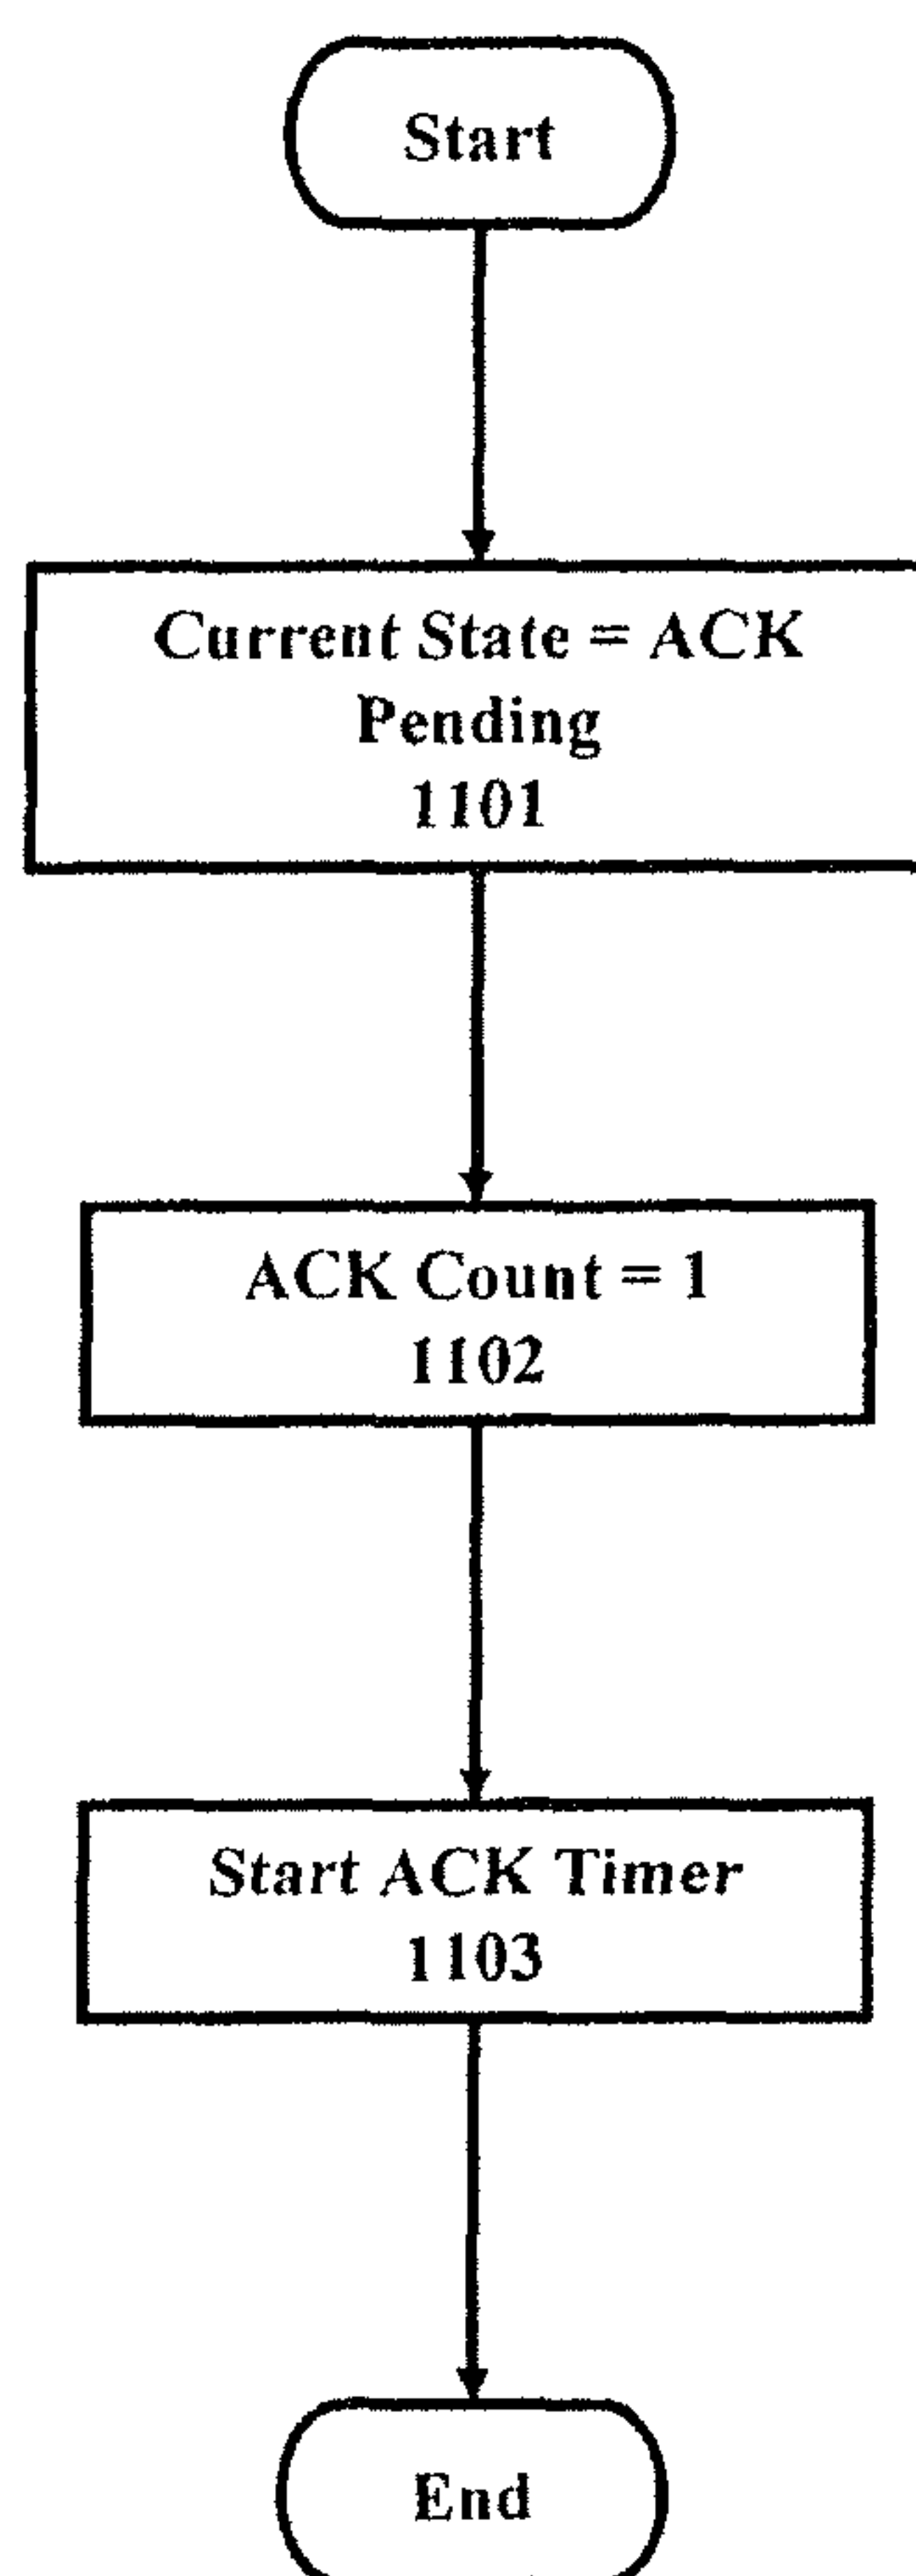 Start
Current State = ACK
Pending
1101
ACK Count = 1
1102
Start ACK Timer
1103
End